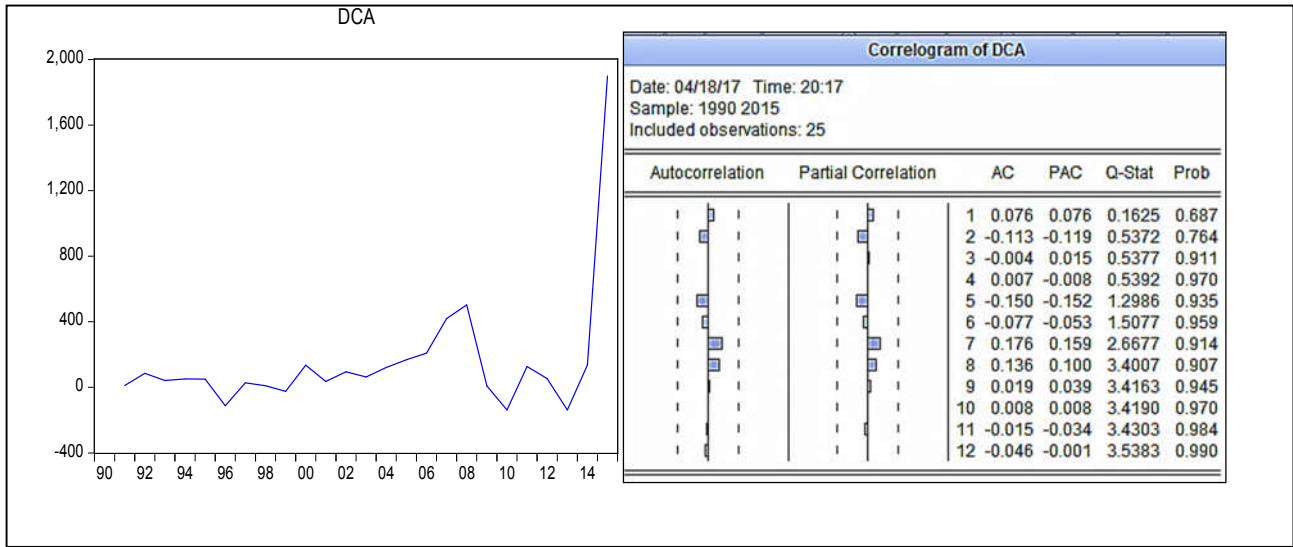 DCA
2,000
1,600
1,200
800
400
0
-400
90 92 94 96 98 00 02 04 06 08 10 12 14
Correlogram of DCA
Date: 04/18/17 Time: 20:17
Sample: 1990 2015
Included observations: 25
Autocorrelation Partial Correlation AC PAC Q-Stat Prob
1 0.076 0.076 0.1625 0.687
2 -0.113 -0.119 0.5372 0.764
3 -0.004 0.015 0.5377 0.911
4 0.007 -0.008 0.5392 0.970
5 -0.150 -0.152 1.2986 0.935
6 -0.077 -0.053 1.5077 0.959
7 0.176 0.159 2.6677 0.914
8 0.136 0.100 3.4007 0.907
9 0.019 0.039 3.4163 0.945
10 0.008 0.008 3.4190 0.970
11 -0.015 -0.034 3.4303 0.984
12 -0.046 -0.001 3.5383 0.990